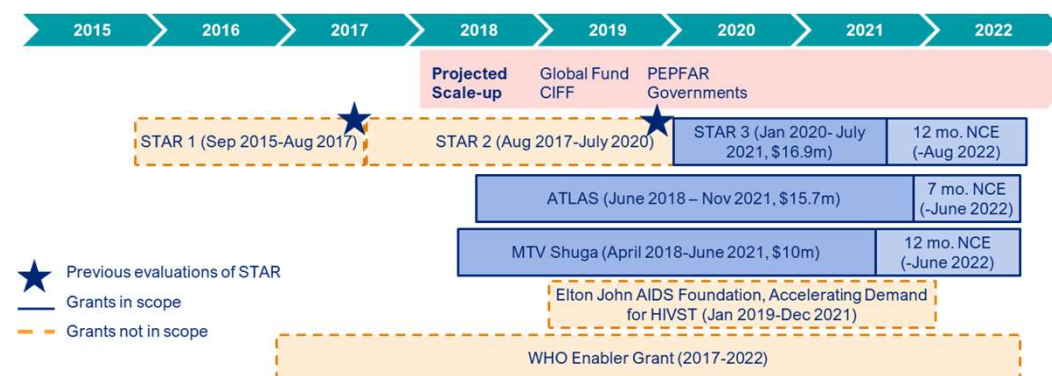 2015 2016 2017 2018 2019 2020 2021 2022
Projected Global Fund PEPFAR
Scale-up CIFF Governments
STAR 1 (Sep 2015-Aug 2017)
STAR 2 (Aug 2017-July 2020)
STAR 3 (Jan 2020- July
2021, $16.9m)
12 mo. NCE
(-Aug 2022)
ATLAS (June 2018 – Nov 2021, $15.7m)
7 mo. NCE
(-June 2022)
MTV Shuga (April 2018-June 2021, $10m)
12 mo. NCE
(-June 2022)
Previous evaluations of STAR
Grants in scope
Grants not in scope
Elton John AIDS Foundation, Accelerating Demand
for HIVST (Jan 2019-Dec 2021)
WHO Enabler Grant (2017-2022)